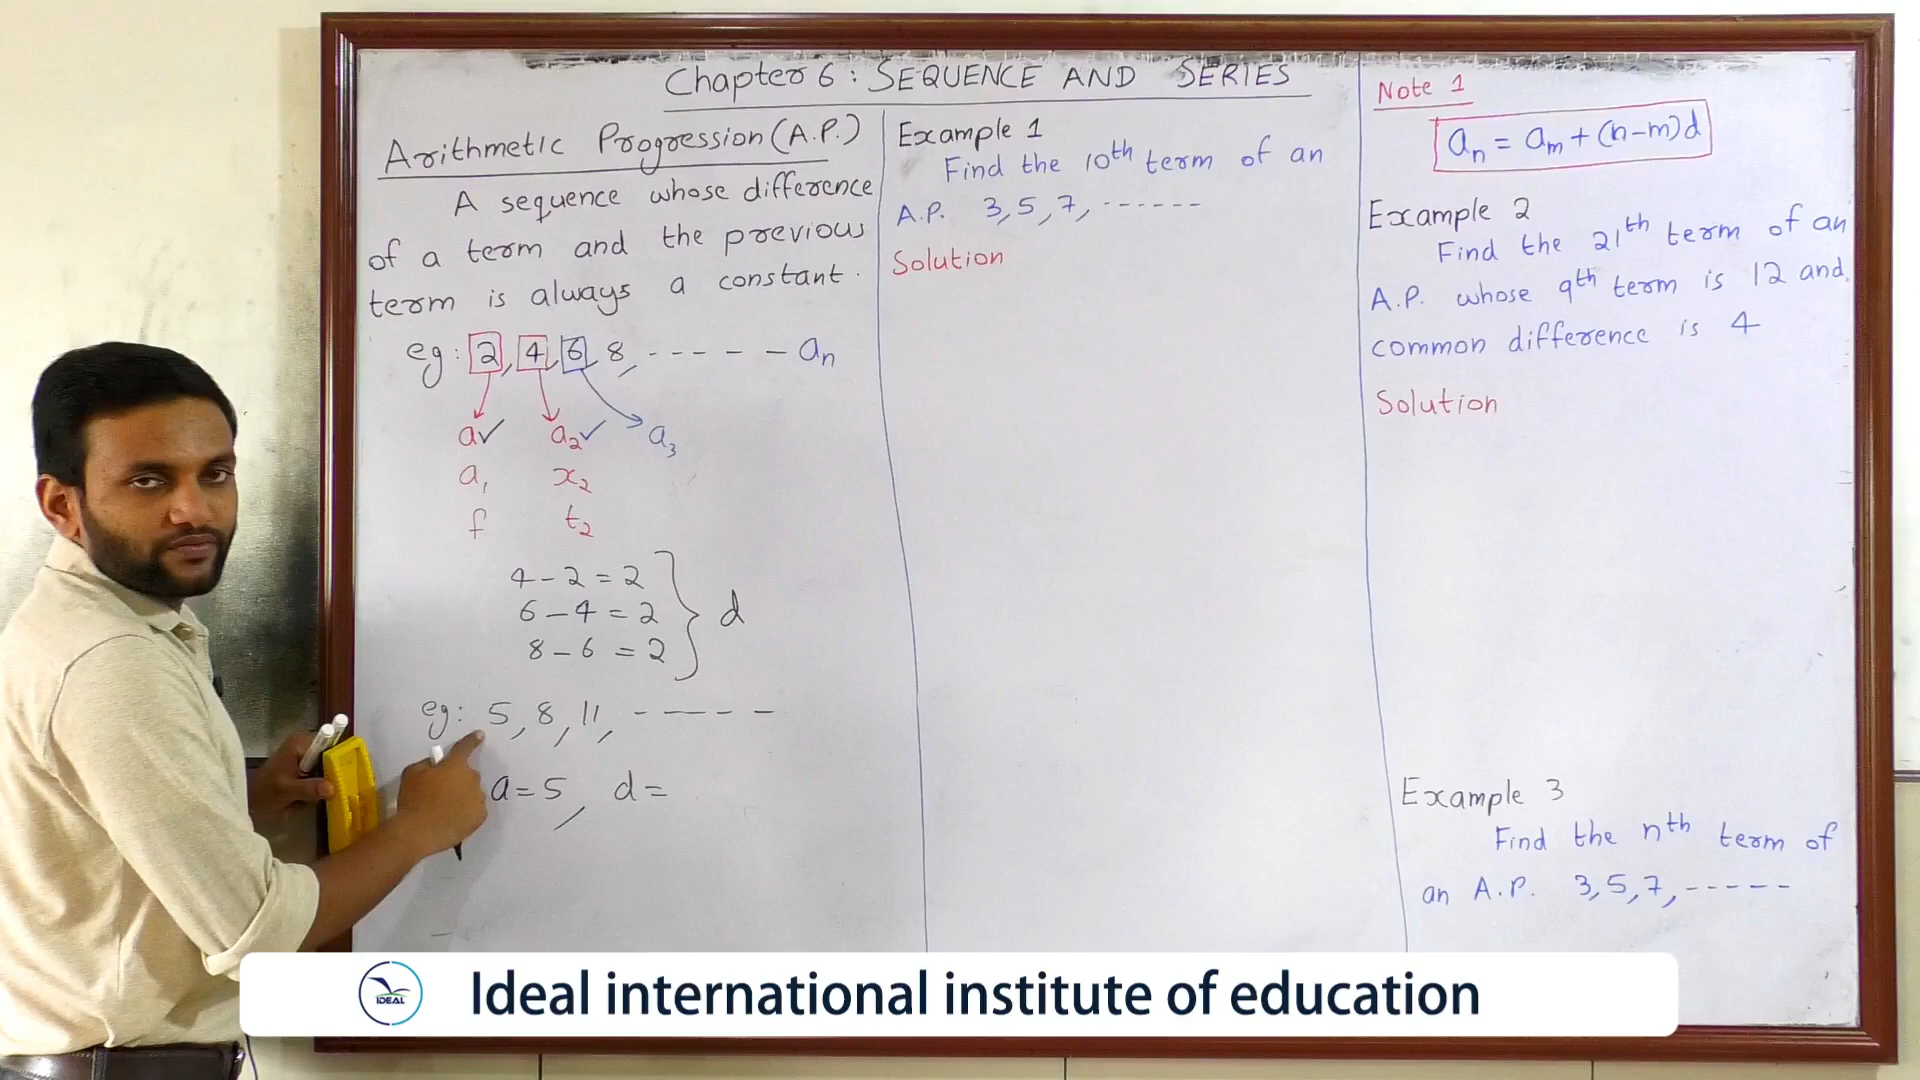 Chapter 6 : SEQUENCE AND SERIES
Arithmetic Progression (A.P.)
A sequence whose difference
of a term and the previous
term is always a constant.
eg: 2, 4, 6, 8, - - - - - aₙ
a✓ a₂✓ a₃
a₁ x₂
f t₂
4 - 2 = 2
6 - 4 = 2
8 - 6 = 2
d
eg: 5, 8, 11, - - - - -
a = 5, d =
Example 1
Find the 10th term of an
A.P. 3, 5, 7, - - - - - -
Solution
Note 1
aₙ = aₘ + (n-m)d
Example 2
Find the 21th term of an
A.P. whose 9th term is 12 and
common difference is 4
Solution
Example 3
Find the nth term of
an A.P. 3, 5, 7, - - - - -
IDEAL
Ideal international institute of education